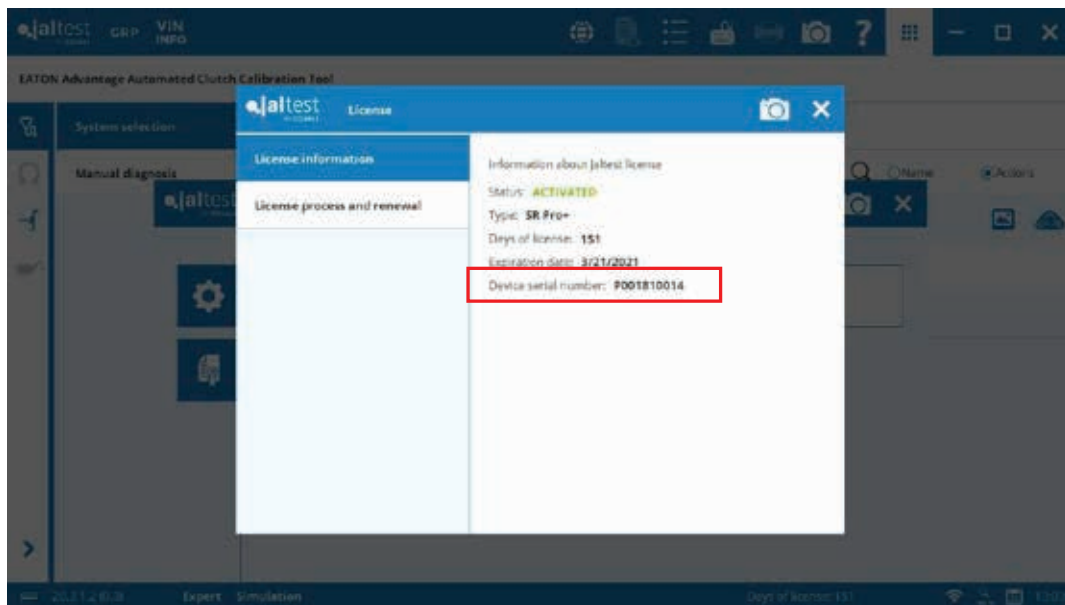 jaltest GRP VIN INFO
EATON Advantage Automated Clutch Calibration Tool
System selection
Manual diagnosis
Name
Actions
jaltest
jaltest License
License information
License process and renewal
Information about Jaltest license
Status: ACTIVATED
Type: SR Pro+
Days of license: 151
Expiration date: 3/21/2021
Device serial number: P001810014
Expert Simulation
Days of license: 151